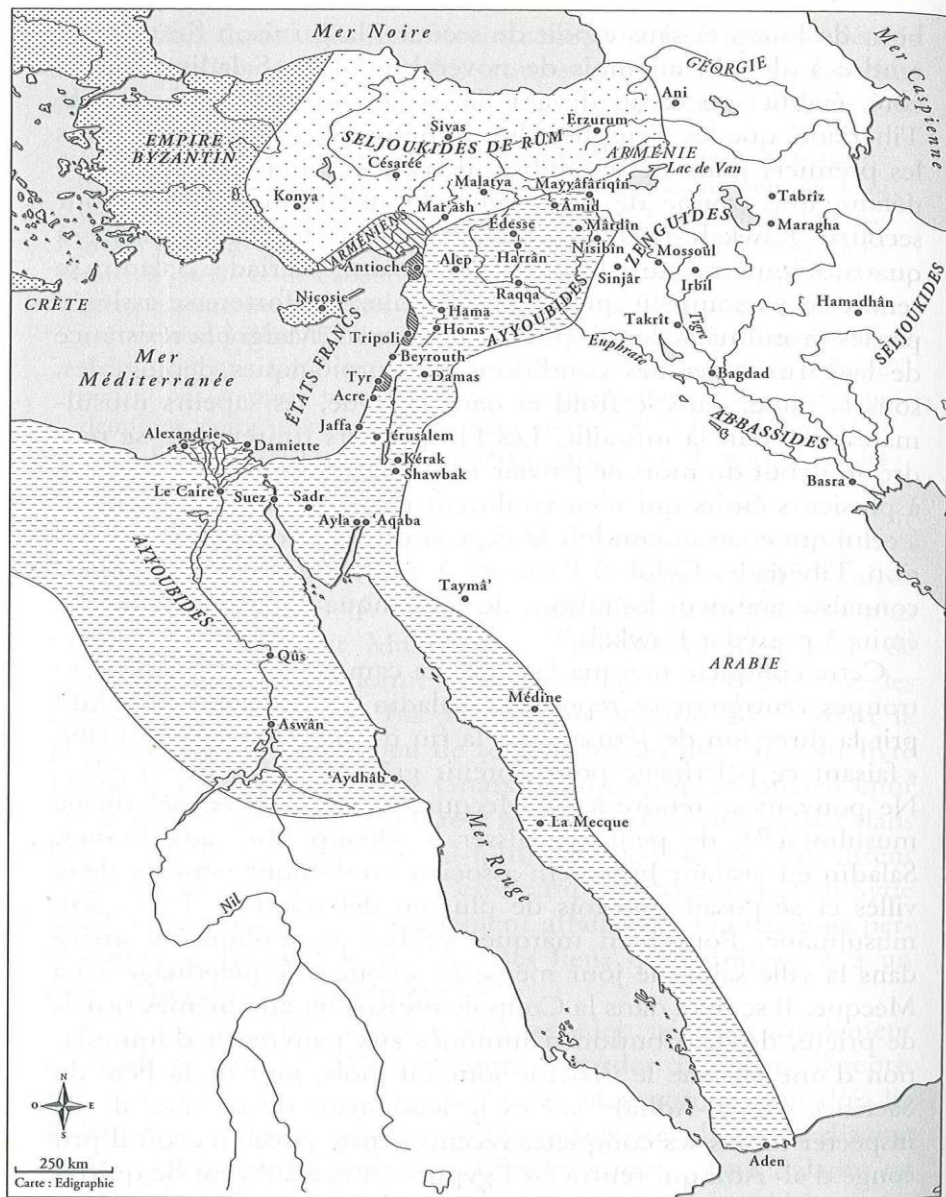 Mer Noire
Mer Caspienne
GÉORGIE
Ani
Sivas
Erzurum
EMPIRE
BYZANTIN
SELJOUKIDES DE RÛM
ARMÉNIE
Césarée
Lac de Van
Konya
Malatya
Mayyâfâriqîn
Tabrîz
Mar'ash
Âmid
Maragha
ARMÉNIENS
Édesse
Mârdîn
Nisîbîn
ZENGUIDES
Antioche
Alep
Harrân
Mossoul
Sinjâr
Irbil
CRÈTE
Nicosie
Raqqa
Hamadhân
SELJOUKIDES
Hama
Homs
AYYOUBIDES
Takrît
Tigre
Tripoli
Euphrate
Mer
Méditerranée
ÉTATS FRANCS
Beyrouth
Damas
Bagdad
Tyr
Acre
ABBASSIDES
Jaffa
Jérusalem
Alexandrie
Damiette
Kérak
Shawbak
Basra
Le Caire
Suez
Sadr
Ayla
'Aqaba
AYYOUBIDES
Taymâ'
ARABIE
Qûs
Médine
Aswân
'Aydhâb
La Mecque
Mer Rouge
Nil
N
O
E
S
250 km
Carte : Edigraphie
Aden